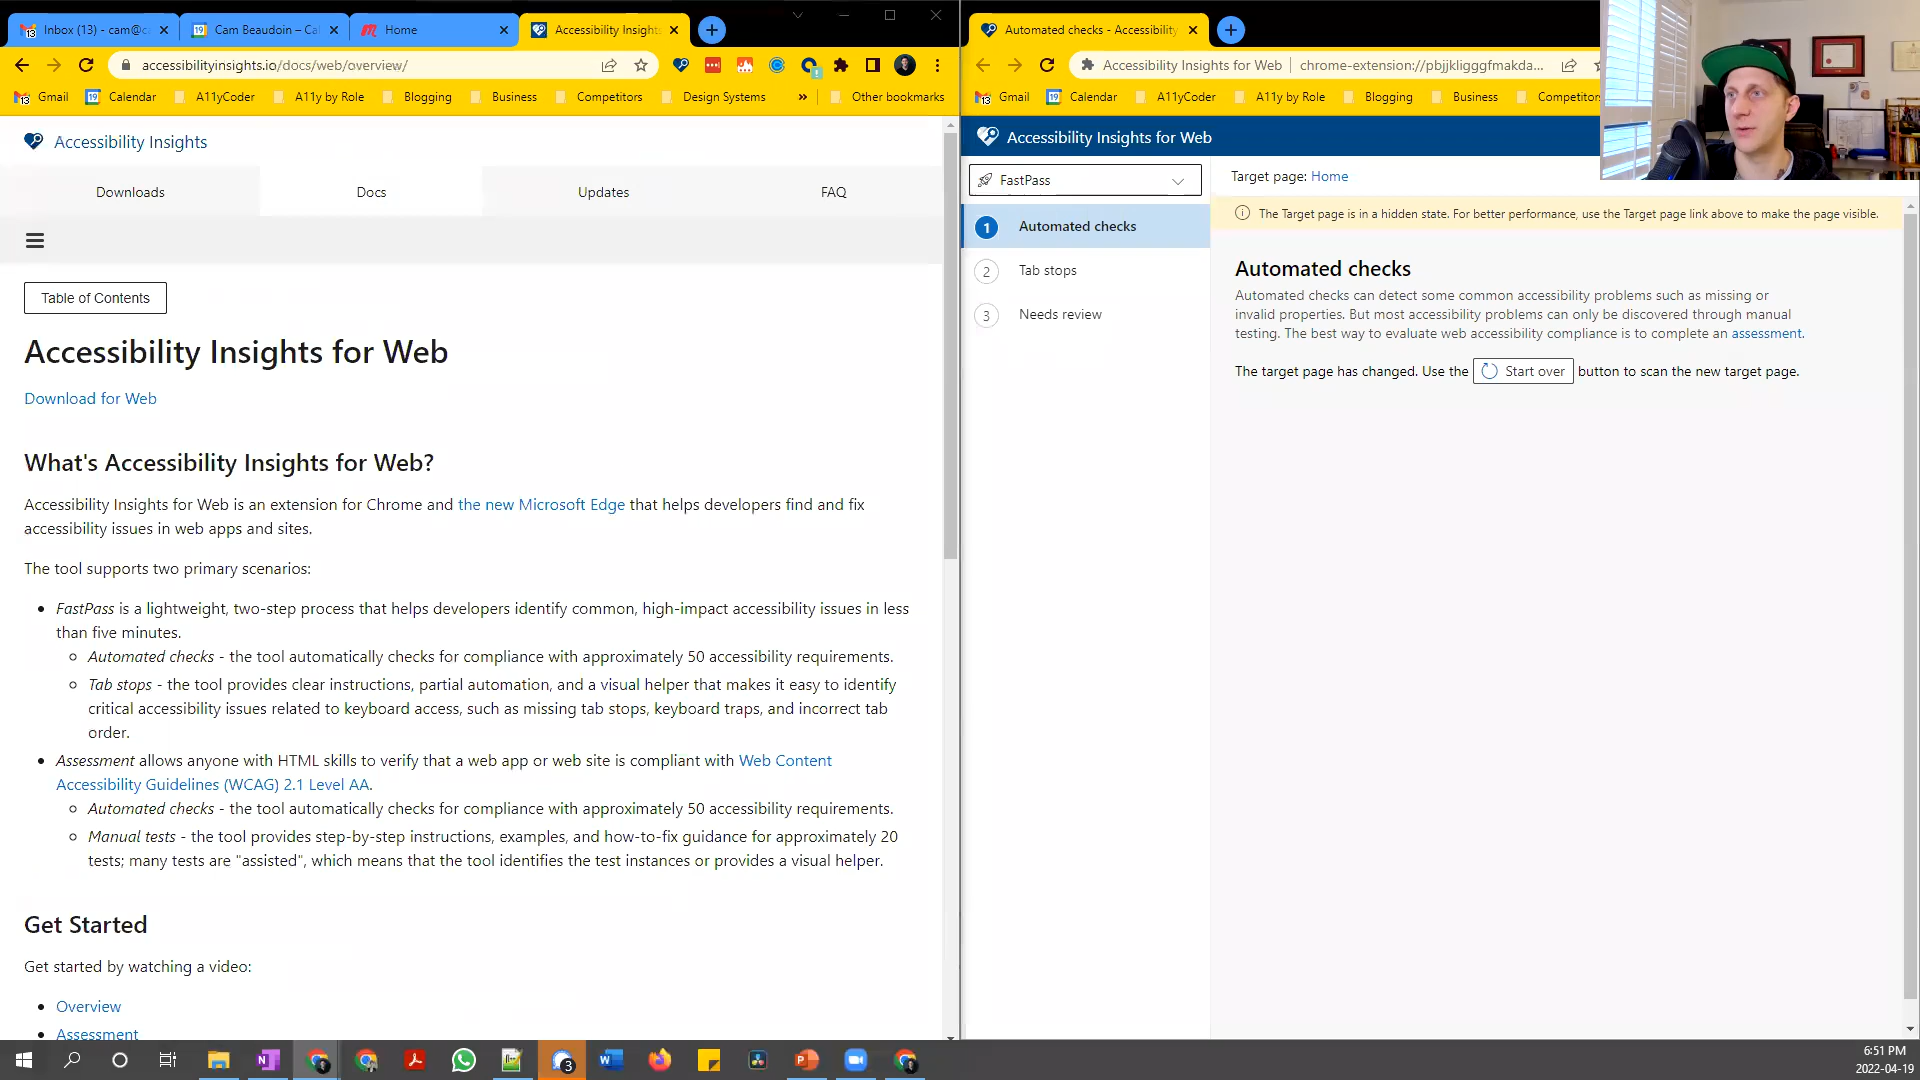 Inbox (13) - cam@c
Cam Beaudoin – Ca
Home
Accessibility Insights
accessibilityinsights.io/docs/web/overview/
Gmail
Calendar
A11yCoder
A11y by Role
Blogging
Business
Competitors
Design Systems
»
Other bookmarks
Accessibility Insights
Downloads
Docs
Updates
FAQ
Table of Contents
Accessibility Insights for Web
Download for Web
What's Accessibility Insights for Web?
Accessibility Insights for Web is an extension for Chrome and the new Microsoft Edge that helps developers find and fix
accessibility issues in web apps and sites.
The tool supports two primary scenarios:
FastPass is a lightweight, two-step process that helps developers identify common, high-impact accessibility issues in less
than five minutes.
Automated checks - the tool automatically checks for compliance with approximately 50 accessibility requirements.
Tab stops - the tool provides clear instructions, partial automation, and a visual helper that makes it easy to identify
critical accessibility issues related to keyboard access, such as missing tab stops, keyboard traps, and incorrect tab
order.
Assessment allows anyone with HTML skills to verify that a web app or web site is compliant with Web Content
Accessibility Guidelines (WCAG) 2.1 Level AA.
Automated checks - the tool automatically checks for compliance with approximately 50 accessibility requirements.
Manual tests - the tool provides step-by-step instructions, examples, and how-to-fix guidance for approximately 20
tests; many tests are "assisted", which means that the tool identifies the test instances or provides a visual helper.
Get Started
Get started by watching a video:
Overview
Assessment
Automated checks - Accessibility
Accessibility Insights for Web
chrome-extension://pbjjkligggfmakda...
Gmail
Calendar
A11yCoder
A11y by Role
Blogging
Business
Competitors
Accessibility Insights for Web
FastPass
1 Automated checks
2 Tab stops
3 Needs review
Target page: Home
The Target page is in a hidden state. For better performance, use the Target page link above to make the page visible.
Automated checks
Automated checks can detect some common accessibility problems such as missing or
invalid properties. But most accessibility problems can only be discovered through manual
testing. The best way to evaluate web accessibility compliance is to complete an assessment.
The target page has changed. Use the Start over button to scan the new target page.
3
6:51 PM
2022-04-19